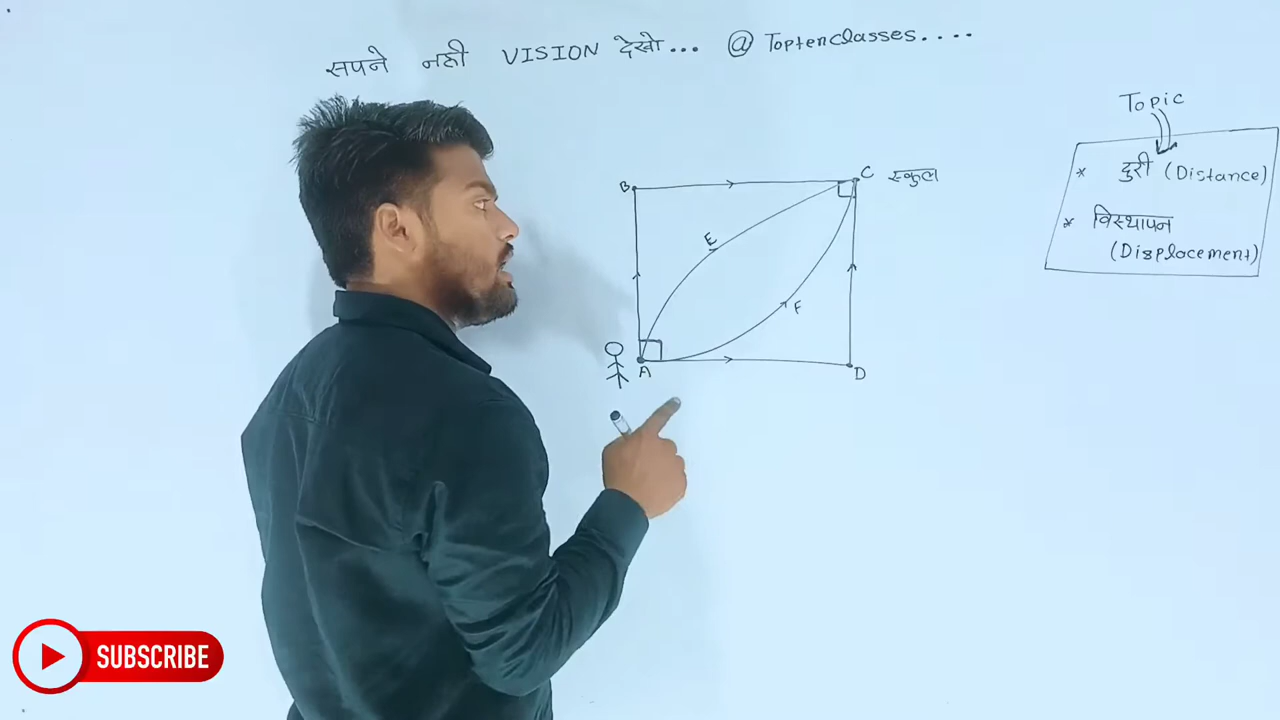 सपने नही VISION देखो... @ Toptenclasses....
Topic
* दुरी (Distance)
* विस्थापन
(Displacement)
B
C स्कुल
E
F
A
D
SUBSCRIBE